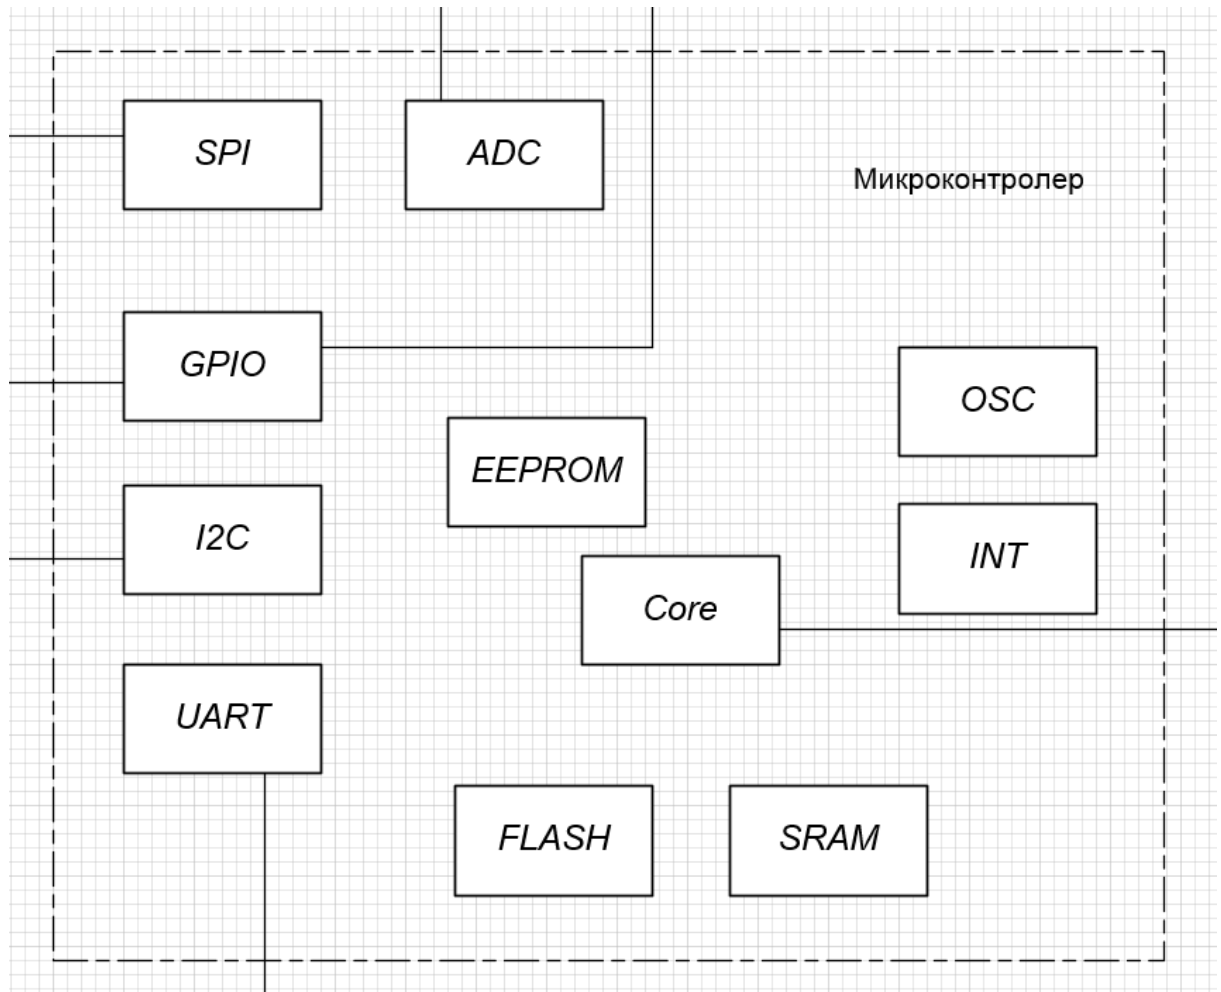 SPI
ADC
Микроконтролер
GPIO
OSC
EEPROM
I2C
INT
Core
UART
FLASH
SRAM